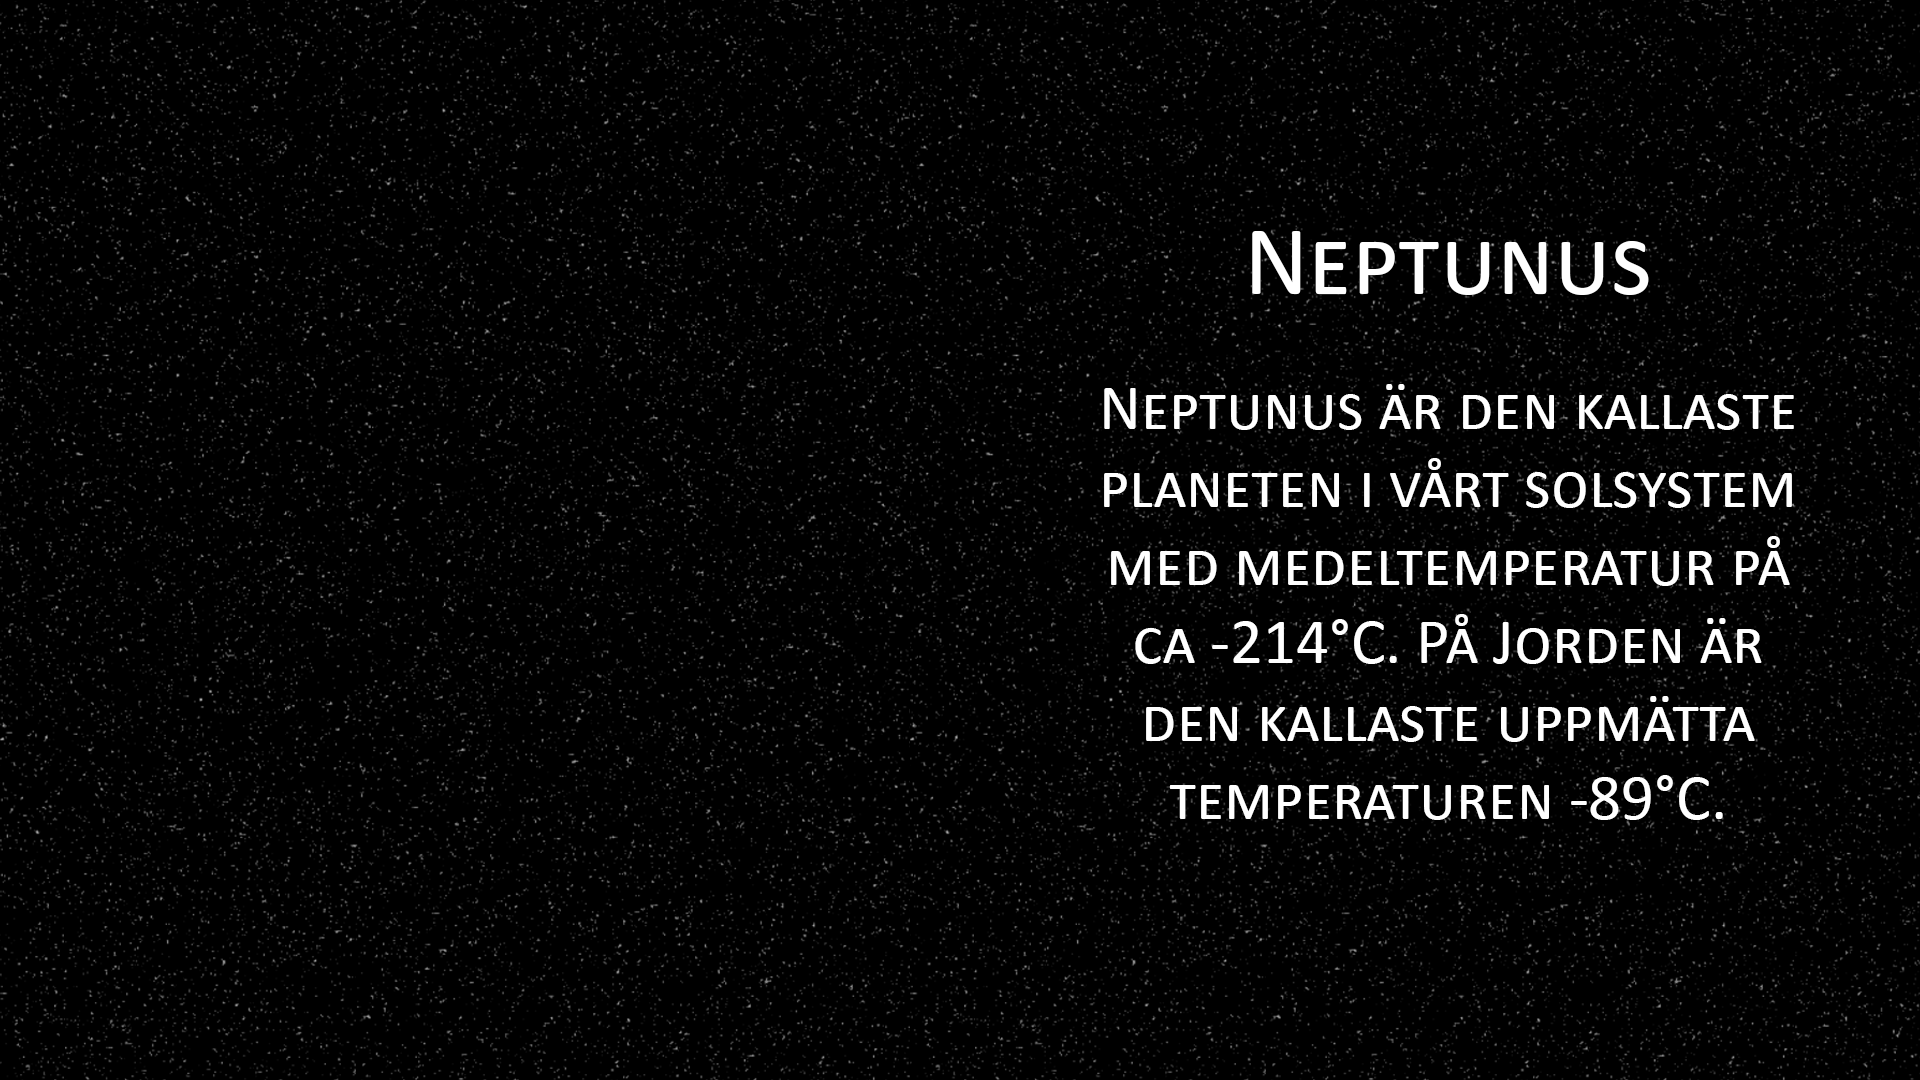 Neptunus
Neptunus är den kallaste
planeten i vårt solsystem
med medeltemperatur på
ca -214°C. På Jorden är
den kallaste uppmätta
temperaturen -89°C.